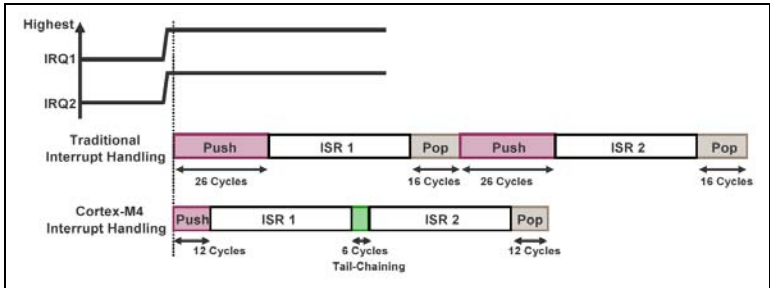 Highest
IRQ1
IRQ2
Traditional
Interrupt Handling
Push ISR 1 Pop Push ISR 2 Pop
26 Cycles 16 Cycles 26 Cycles 16 Cycles
Cortex-M4
Interrupt Handling
Push ISR 1 ISR 2 Pop
12 Cycles 6 Cycles 12 Cycles
Tail-Chaining